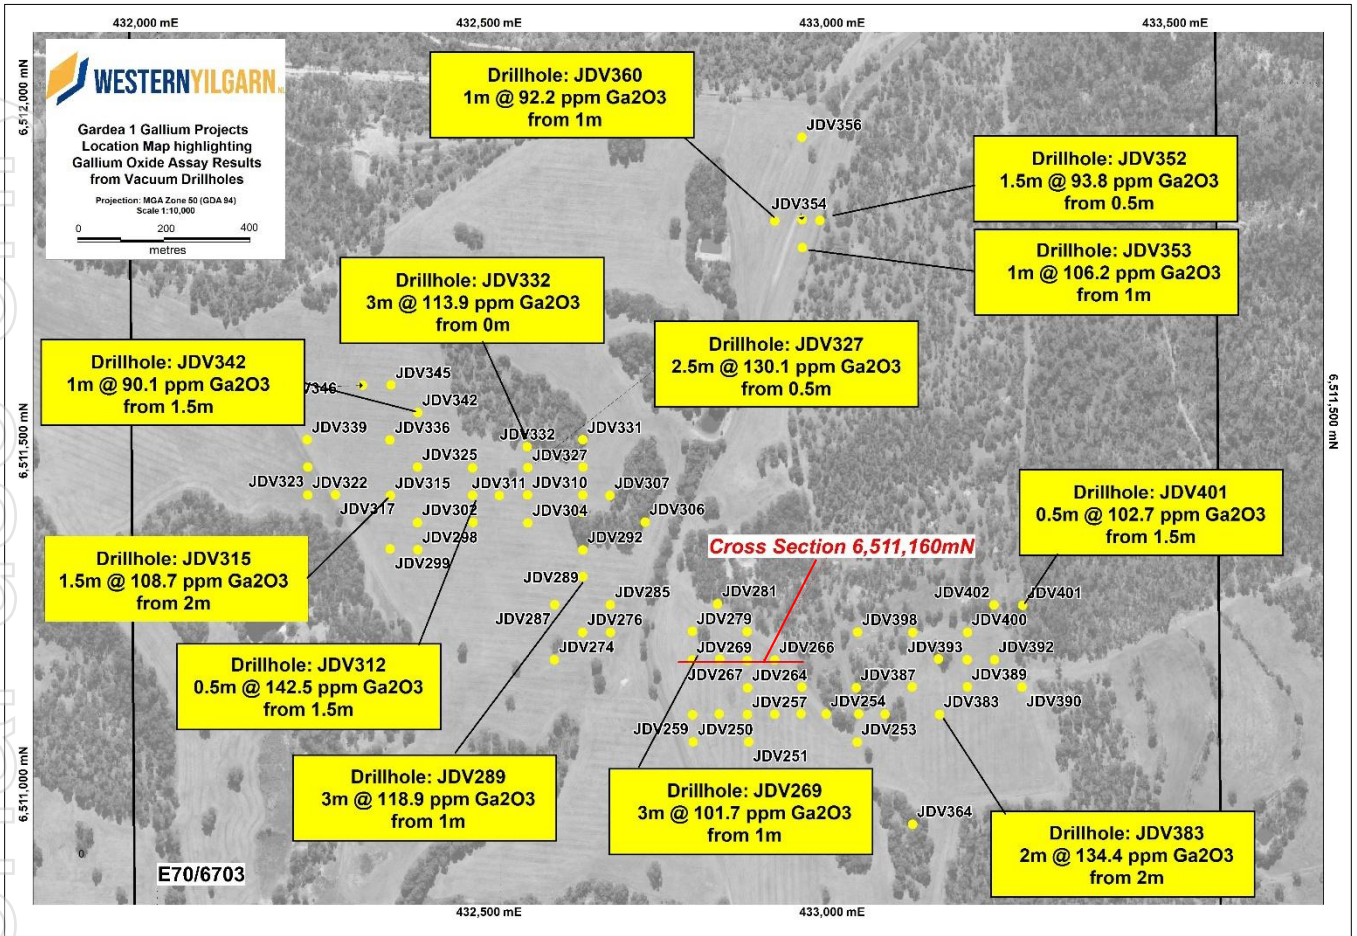 432,000 mE
432,500 mE
433,000 mE
433,500 mE
6,512,000 mN
6,511,500 mN
6,511,000 mN
6,511,500 mN
WESTERNYILGARN NL
Gardea 1 Gallium Projects
Location Map highlighting
Gallium Oxide Assay Results
from Vacuum Drillholes
Projection: MGA Zone 50 (GDA 94)
Scale 1:10,000
0 200 400
metres
Drillhole: JDV360
1m @ 92.2 ppm Ga2O3
from 1m
JDV356
Drillhole: JDV352
1.5m @ 93.8 ppm Ga2O3
from 0.5m
JDV354
Drillhole: JDV353
1m @ 106.2 ppm Ga2O3
from 1m
Drillhole: JDV332
3m @ 113.9 ppm Ga2O3
from 0m
Drillhole: JDV327
2.5m @ 130.1 ppm Ga2O3
from 0.5m
Drillhole: JDV342
1m @ 90.1 ppm Ga2O3
from 1.5m
346
JDV345
JDV342
JDV339
JDV336
JDV332
JDV331
JDV325
JDV327
JDV323
JDV322
JDV315
JDV311
JDV310
JDV307
JDV317
JDV302
JDV304
JDV306
JDV298
JDV292
JDV299
Drillhole: JDV401
0.5m @ 102.7 ppm Ga2O3
from 1.5m
Drillhole: JDV315
1.5m @ 108.7 ppm Ga2O3
from 2m
Cross Section 6,511,160mN
JDV289
JDV285
JDV281
JDV402
JDV401
JDV287
JDV276
JDV279
JDV398
JDV400
JDV274
JDV269
JDV266
JDV393
JDV392
JDV267
JDV264
JDV387
JDV389
JDV257
JDV254
JDV383
JDV390
JDV259
JDV250
JDV253
JDV251
Drillhole: JDV312
0.5m @ 142.5 ppm Ga2O3
from 1.5m
Drillhole: JDV289
3m @ 118.9 ppm Ga2O3
from 1m
Drillhole: JDV269
3m @ 101.7 ppm Ga2O3
from 1m
JDV364
Drillhole: JDV383
2m @ 134.4 ppm Ga2O3
from 2m
0
E70/6703
432,500 mE
433,000 mE